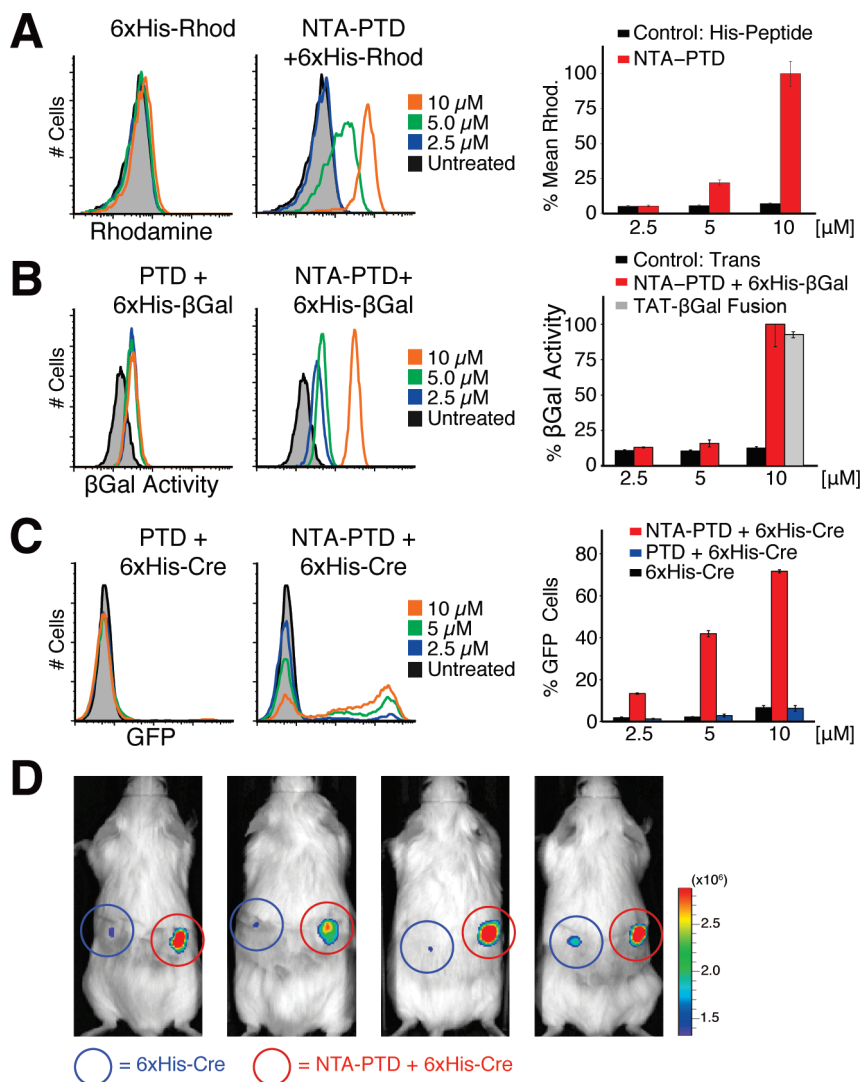 A
6xHis-Rhod
# Cells
Rhodamine
NTA-PTD
+6xHis-Rhod
10 µM
5.0 µM
2.5 µM
Untreated
Control: His-Peptide
NTA–PTD
% Mean Rhod.
100
75
50
25
0
2.5 5 10 [µM]
B
PTD +
6xHis-βGal
# Cells
βGal Activity
NTA-PTD+
6xHis-βGal
10 µM
5.0 µM
2.5 µM
Untreated
Control: Trans
NTA–PTD + 6xHis-βGal
TAT-βGal Fusion
% βGal Activity
100
75
50
25
0
2.5 5 10 [µM]
C
PTD +
6xHis-Cre
# Cells
GFP
NTA-PTD +
6xHis-Cre
10 µM
5 µM
2.5 µM
Untreated
NTA-PTD + 6xHis-Cre
PTD + 6xHis-Cre
6xHis-Cre
% GFP Cells
80
60
40
20
0
2.5 5 10 [µM]
D
(x10⁶)
2.5
2.0
1.5
= 6xHis-Cre
= NTA-PTD + 6xHis-Cre